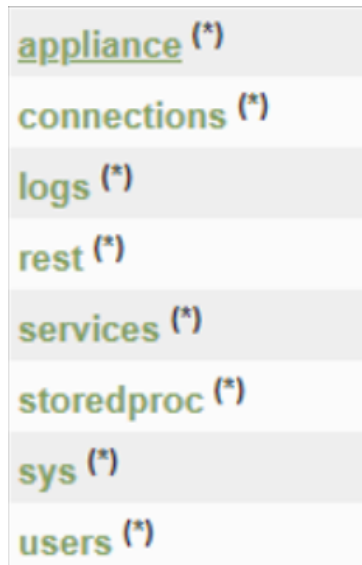 appliance (*)
connections (*)
logs (*)
rest (*)
services (*)
storedproc (*)
sys (*)
users (*)